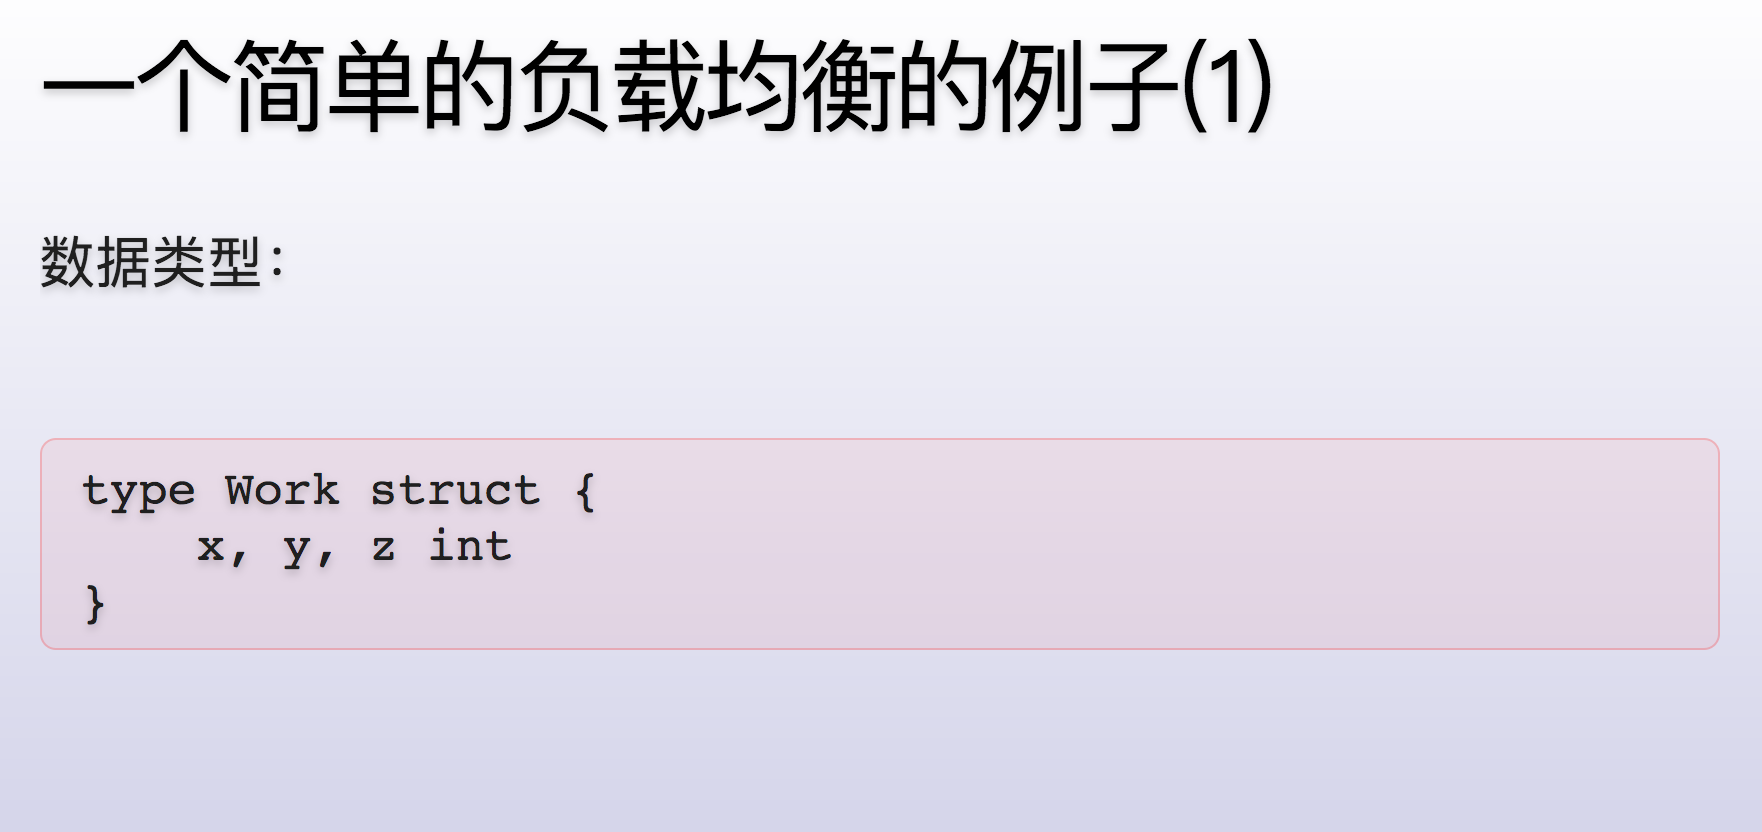 一个简单的负载均衡的例子(1)
数据类型：
type Work struct {
    x, y, z int
}